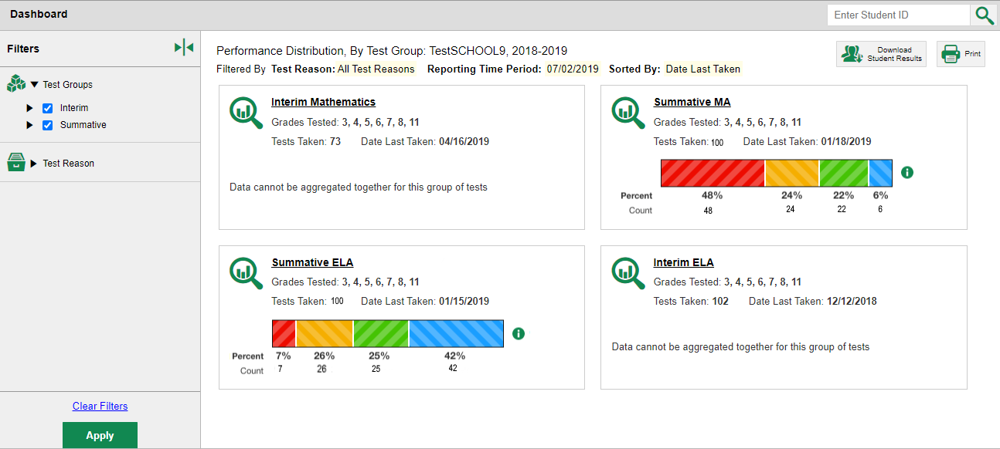 Dashboard
Enter Student ID
Filters
Test Groups
Interim
Summative
Test Reason
Clear Filters
Apply
Performance Distribution, By Test Group: TestSCHOOL9, 2018-2019
Download
Student Results
Print
Filtered By Test Reason: All Test Reasons Reporting Time Period: 07/02/2019 Sorted By: Date Last Taken
Interim Mathematics
Grades Tested: 3, 4, 5, 6, 7, 8, 11
Tests Taken: 73 Date Last Taken: 04/16/2019
Data cannot be aggregated together for this group of tests
Summative MA
Grades Tested: 3, 4, 5, 6, 7, 8, 11
Tests Taken: 100 Date Last Taken: 01/18/2019
Percent 48% 24% 22% 6%
Count 48 24 22 6
Summative ELA
Grades Tested: 3, 4, 5, 6, 7, 8, 11
Tests Taken: 100 Date Last Taken: 01/15/2019
Percent 7% 26% 25% 42%
Count 7 26 25 42
Interim ELA
Grades Tested: 3, 4, 5, 6, 7, 8, 11
Tests Taken: 102 Date Last Taken: 12/12/2018
Data cannot be aggregated together for this group of tests